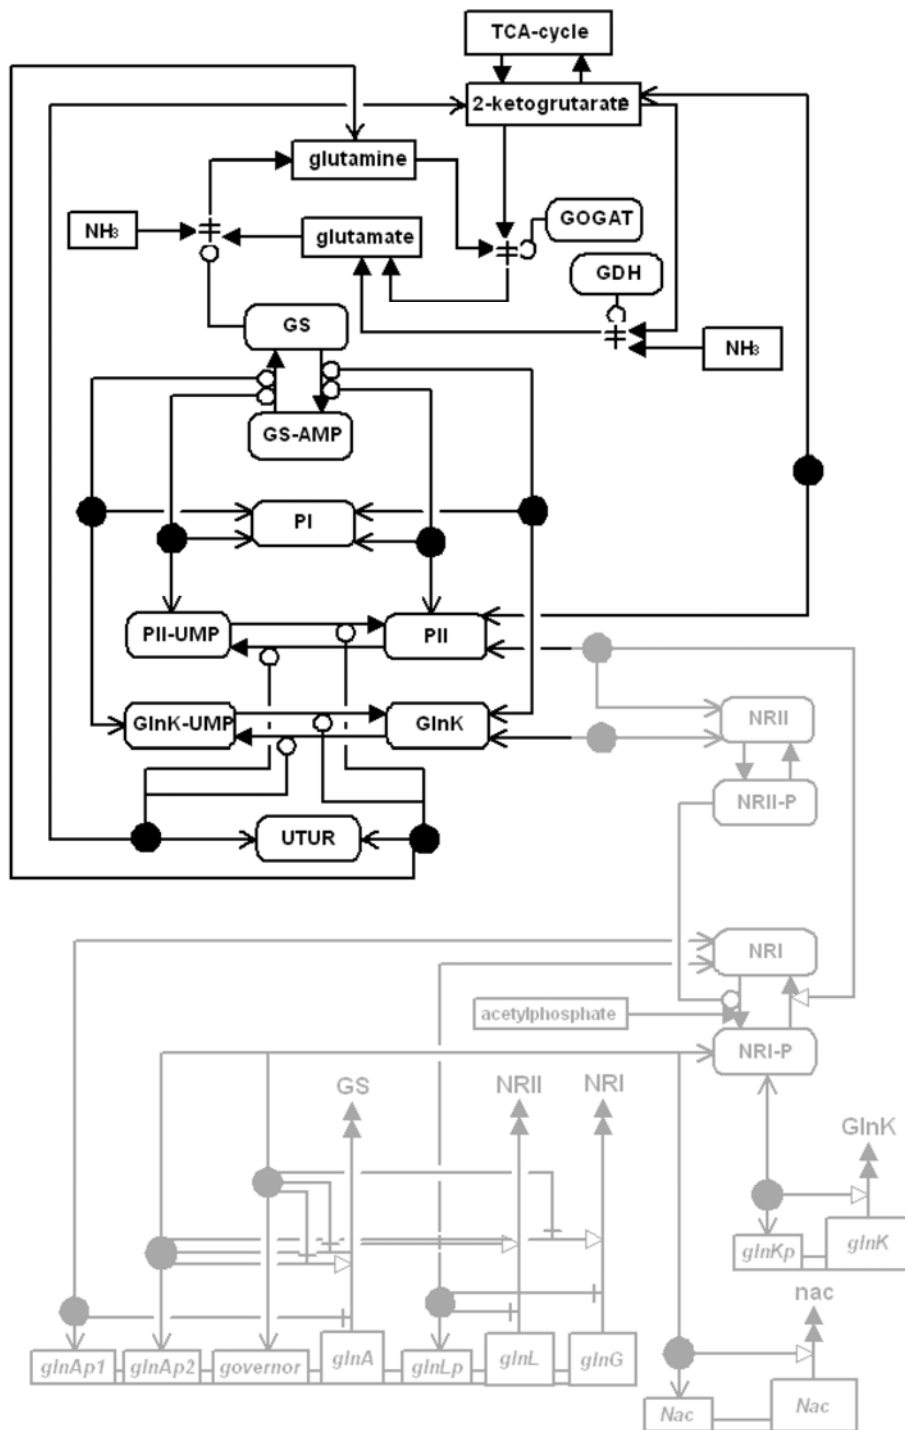 TCA-cycle
2-ketogrutarate
glutamine
GOGAT
NH3
glutamate
GDH
GS
NH3
GS-AMP
PI
PII-UMP
PII
GlnK-UMP
GlnK
NRII
NRII-P
UTUR
NRI
acetylphosphate
NRI-P
GS
NRII
NRI
GlnK
glnKp
glnK
nac
glnAp1
glnAp2
governor
glnA
glnLp
glnL
glnG
Nac
Nac